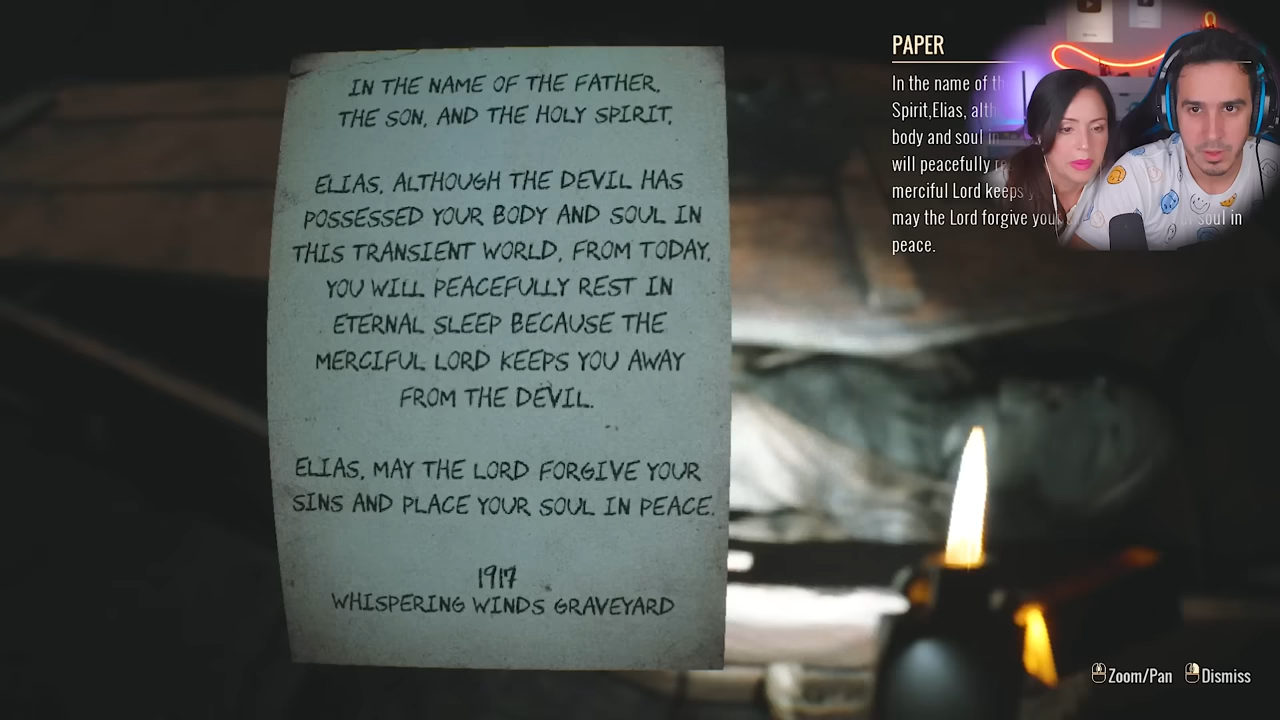 IN THE NAME OF THE FATHER,
THE SON, AND THE HOLY SPIRIT,
ELIAS, ALTHOUGH THE DEVIL HAS
POSSESSED YOUR BODY AND SOUL IN
THIS TRANSIENT WORLD, FROM TODAY,
YOU WILL PEACEFULLY REST IN
ETERNAL SLEEP BECAUSE THE
MERCIFUL LORD KEEPS YOU AWAY
FROM THE DEVIL.
ELIAS, MAY THE LORD FORGIVE YOUR
SINS AND PLACE YOUR SOUL IN PEACE.
1917
WHISPERING WINDS GRAVEYARD
PAPER
In the name of th
Spirit,Elias, alth
body and soul in
will peacefully re
merciful Lord keeps
may the Lord forgive your soul in
peace.
Zoom/Pan Dismiss